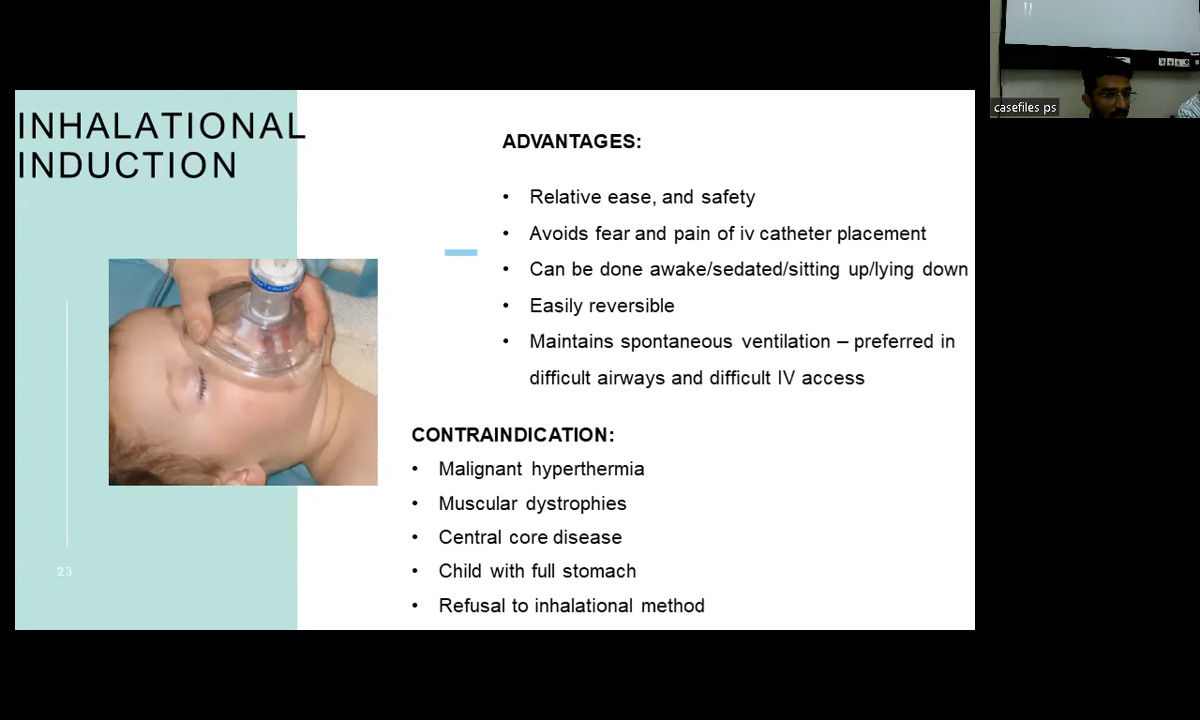 INHALATIONAL
INDUCTION
ADVANTAGES:
• Relative ease, and safety
• Avoids fear and pain of iv catheter placement
• Can be done awake/sedated/sitting up/lying down
• Easily reversible
• Maintains spontaneous ventilation – preferred in
difficult airways and difficult IV access
CONTRAINDICATION:
• Malignant hyperthermia
• Muscular dystrophies
• Central core disease
• Child with full stomach
• Refusal to inhalational method
23
casefiles ps